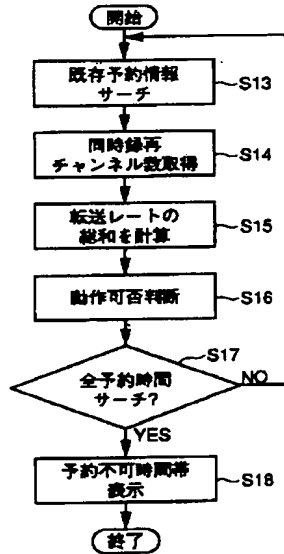 開始
既存予約情報
サーチ
S13
同時録再
チャンネル数取得
S14
転送レートの
総和を計算
S15
動作可否判断
S16
全予約時間
サーチ?
S17
NO
YES
予約不可時間帯
表示
S18
終了